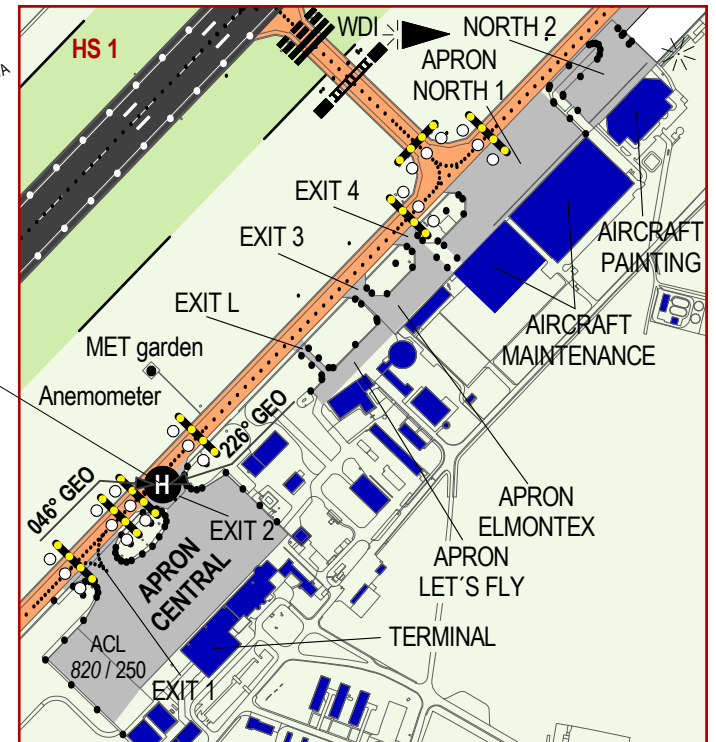 HS 1
WDI
NORTH 2
APRON
NORTH 1
EXIT 4
EXIT 3
AIRCRAFT
PAINTING
EXIT L
AIRCRAFT
MAINTENANCE
MET garden
Anemometer
226° GEO
046° GEO
H
EXIT 2
APRON
ELMONTEX
APRON
CENTRAL
APRON
LET´S FLY
TERMINAL
ACL
820 / 250
EXIT 1